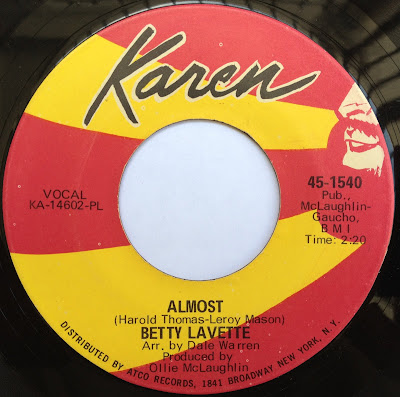 Karen
VOCAL
KA-14602-PL
45-1540
Pub.,
McLaughlin-
Gaucho,
B M I
Time: 2:20
ALMOST
(Harold Thomas-Leroy Mason)
BETTY LAVETTE
Arr. by Dale Warren
Produced by
Ollie McLaughlin
DISTRIBUTED BY ATCO RECORDS, 1841 BROADWAY NEW YORK, N.Y.